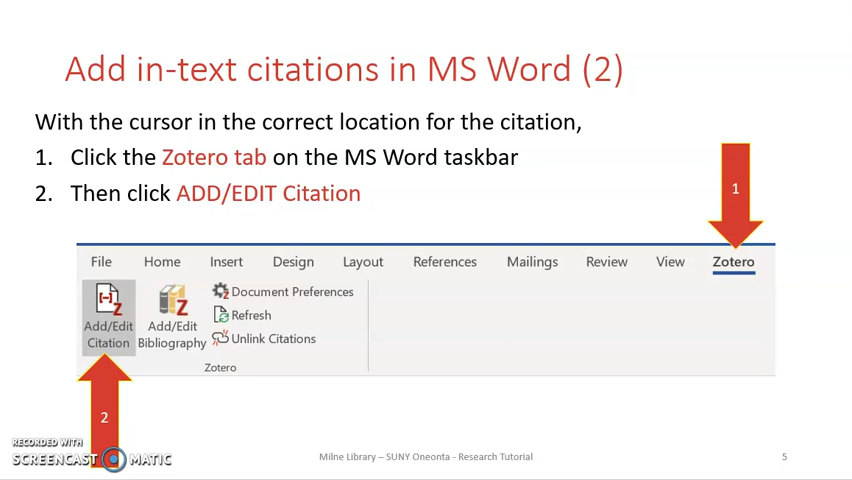 Add in-text citations in MS Word (2)
With the cursor in the correct location for the citation,
1. Click the Zotero tab on the MS Word taskbar
2. Then click ADD/EDIT Citation
1
File Home Insert Design Layout References Mailings Review View Zotero
Add/Edit Citation
Add/Edit Bibliography
Document Preferences
Refresh
Unlink Citations
Zotero
2
RECORDED WITH
SCREENCAST MATIC
Milne Library – SUNY Oneonta - Research Tutorial
5